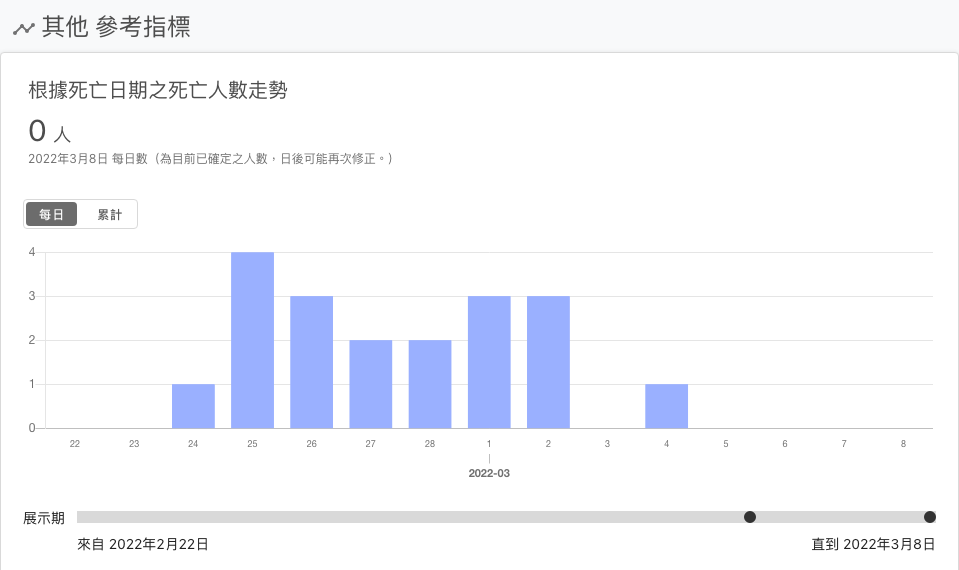 其他 參考指標
根據死亡日期之死亡人數走勢
0 人
2022年3月8日 每日數（為目前已確定之人數，日後可能再次修正。）
每日 累計
4
3
2
1
0
22 23 24 25 26 27 28 1 2 3 4 5 6 7 8
2022-03
展示期
來自 2022年2月22日 直到 2022年3月8日